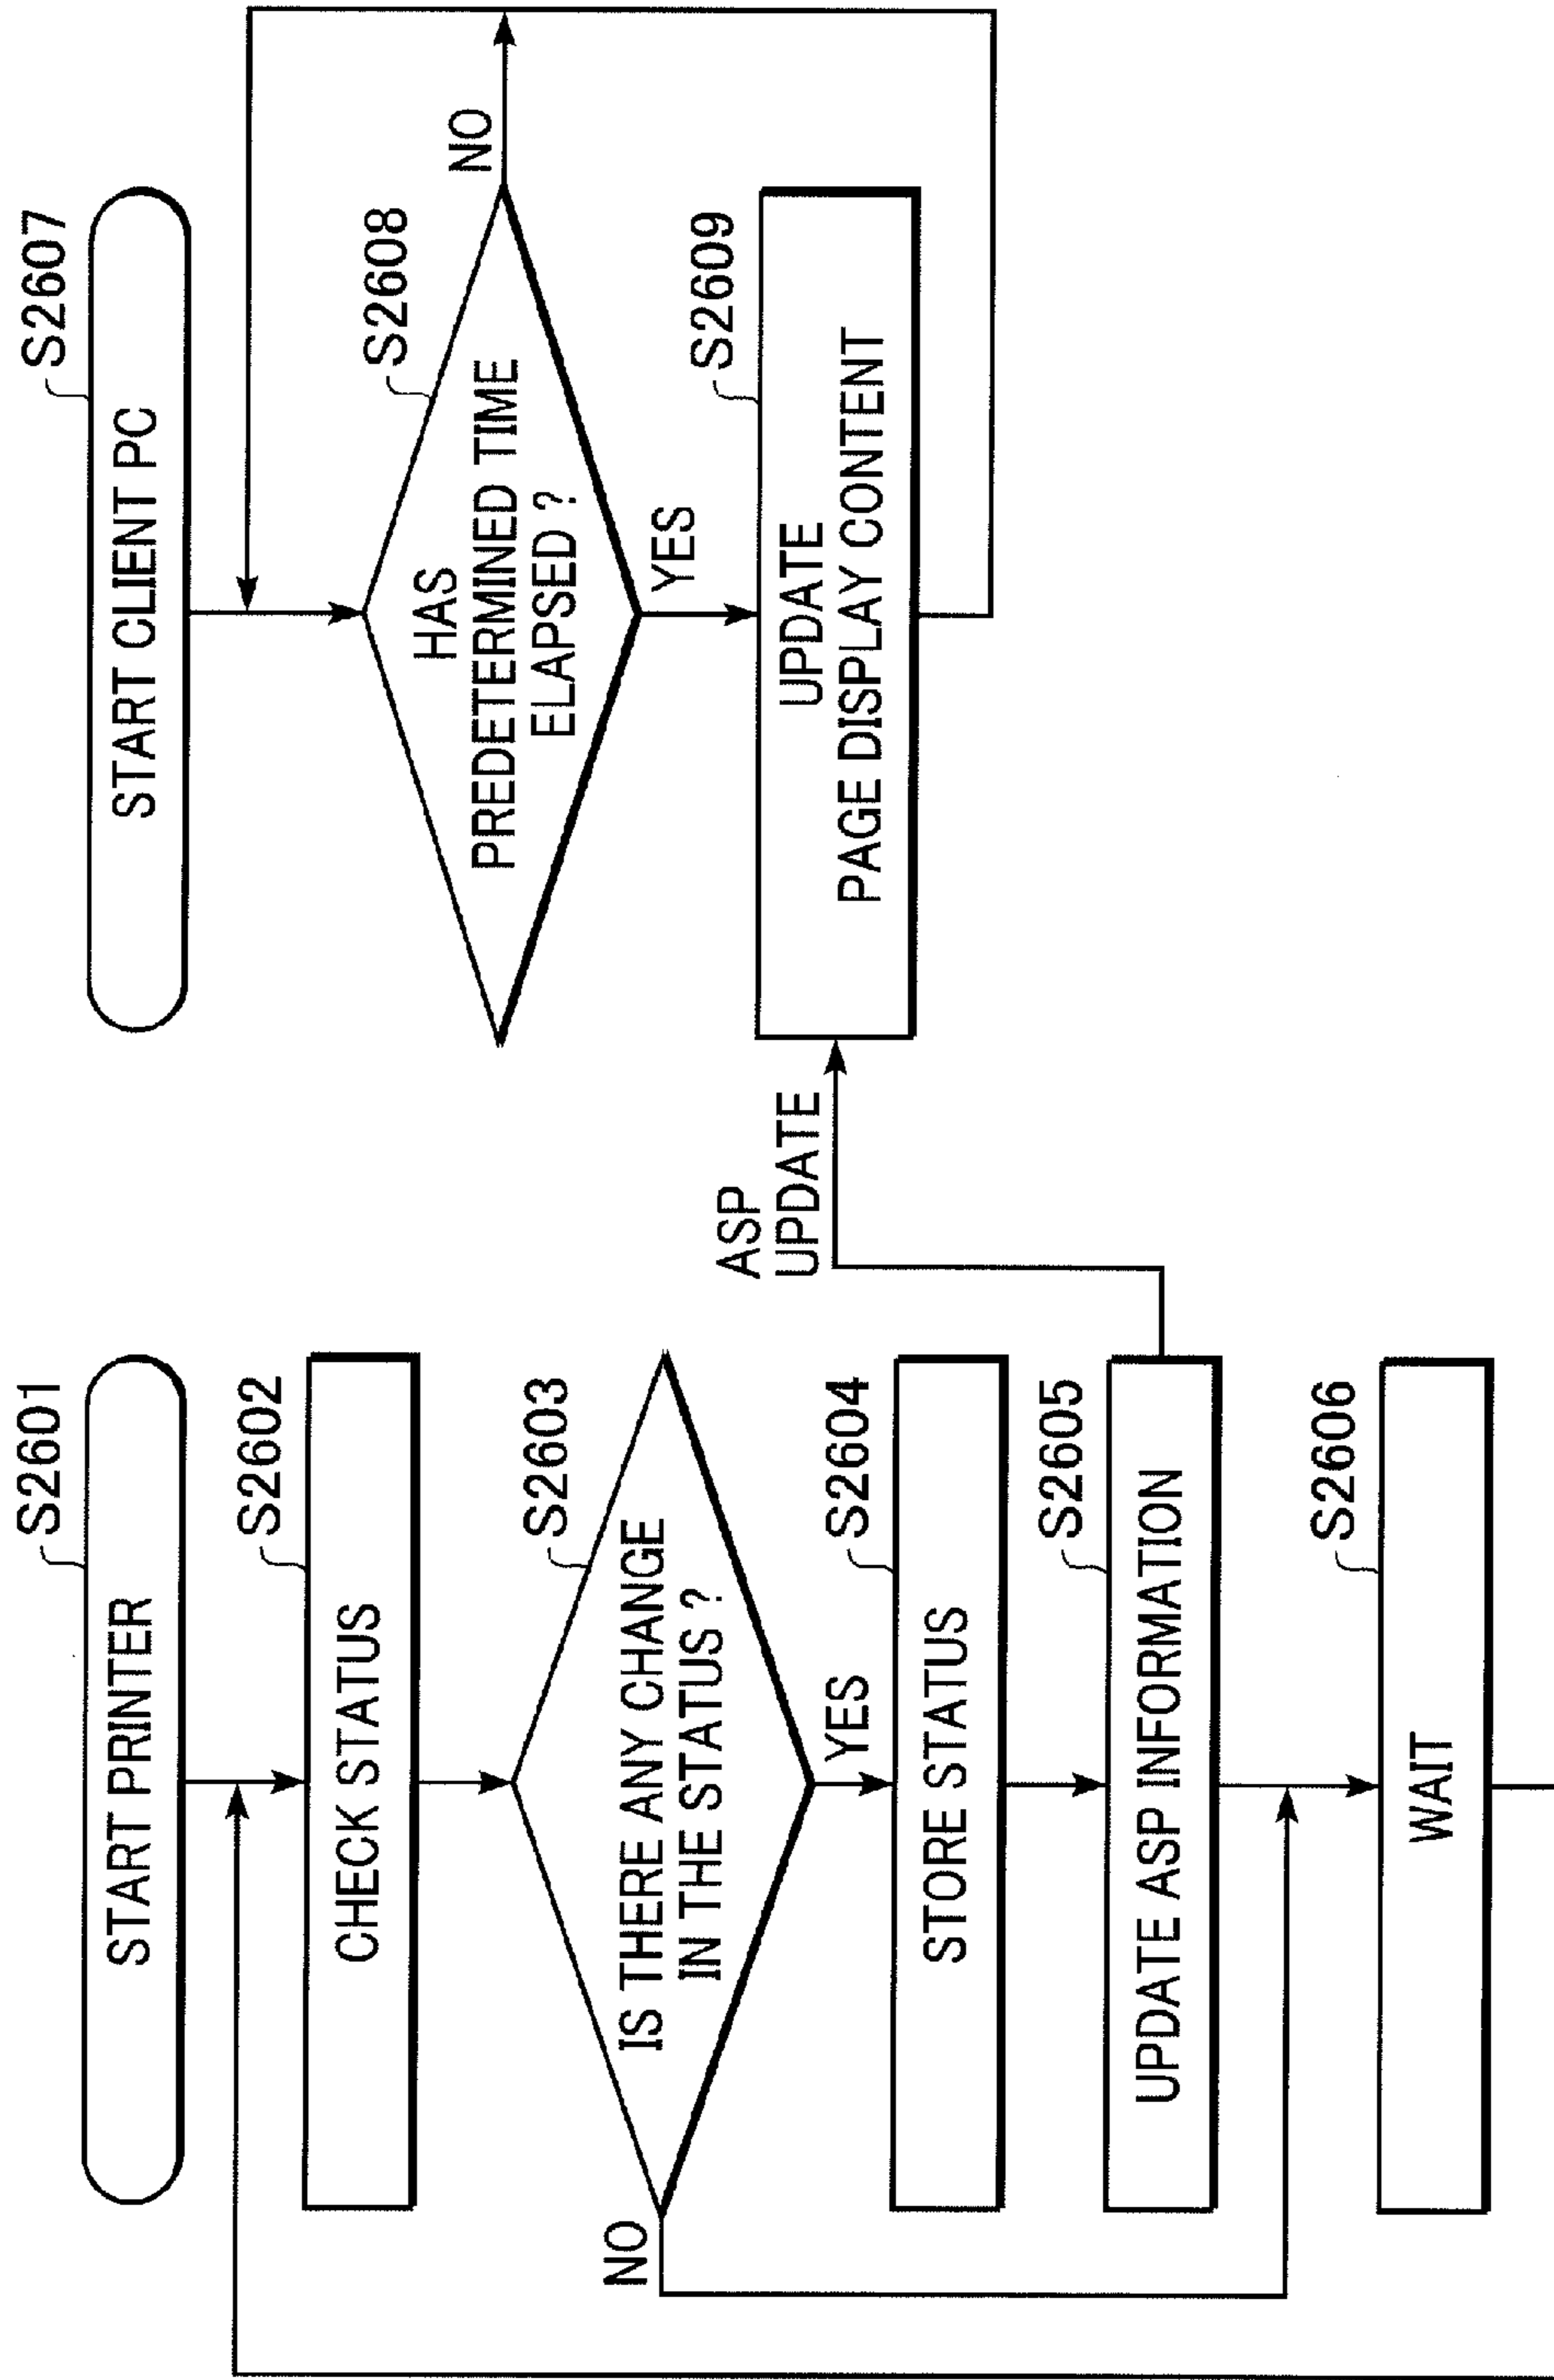 S2601
START PRINTER
S2602
CHECK STATUS
S2603
IS THERE ANY CHANGE
IN THE STATUS ?
NO
YES
S2604
STORE STATUS
S2605
UPDATE ASP INFORMATION
S2606
WAIT
ASP
UPDATE
S2607
START CLIENT PC
S2608
HAS
PREDETERMINED TIME
ELAPSED ?
NO
YES
S2609
UPDATE
PAGE DISPLAY CONTENT